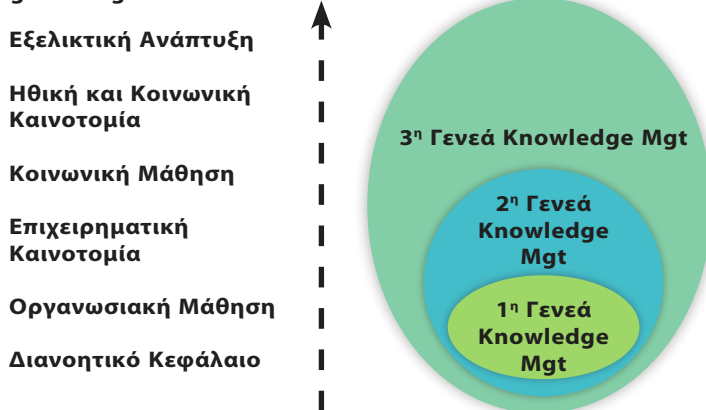 Εξελικτική Ανάπτυξη
Ηθική και Κοινωνική
Καινοτομία
Κοινωνική Μάθηση
Επιχειρηματική
Καινοτομία
Οργανωσιακή Μάθηση
Διανοητικό Κεφάλαιο
3η Γενεά Knowledge Mgt
2η Γενεά
Knowledge
Mgt
1η Γενεά
Knowledge
Mgt